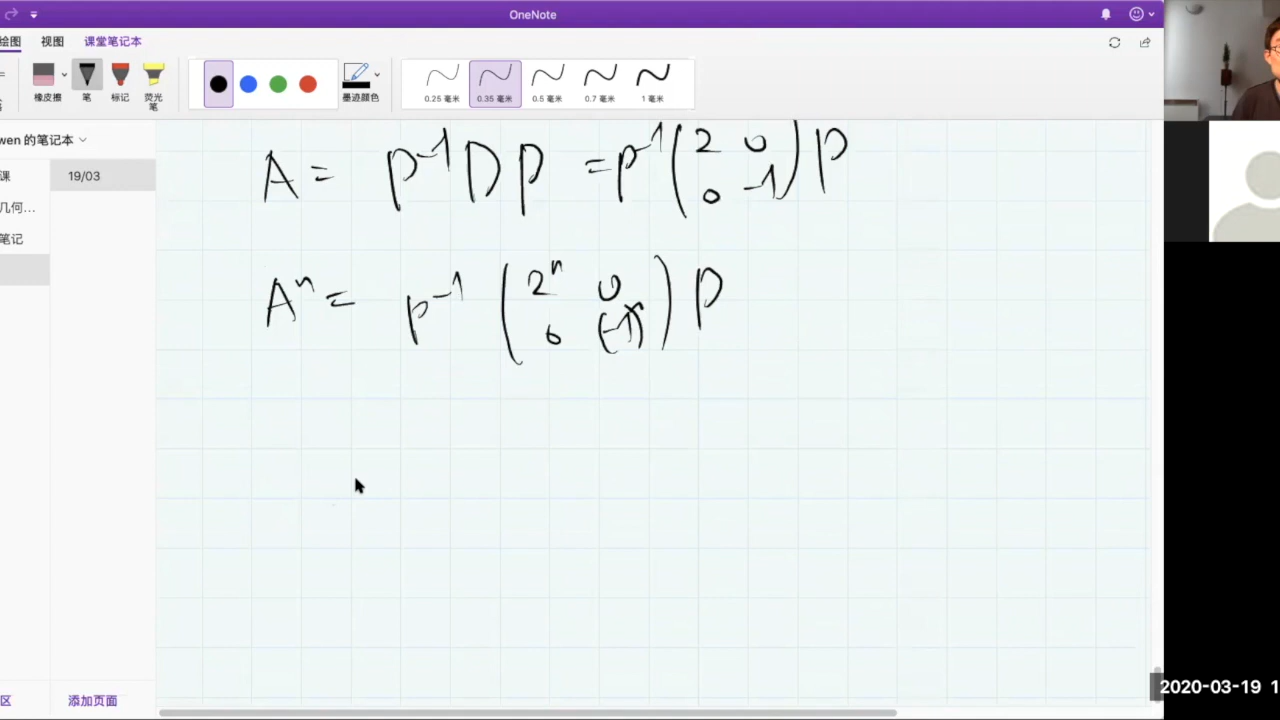 OneNote
绘图 视图 课堂笔记本
橡皮擦 笔 标记 荧光笔 墨迹颜色 0.25 毫米 0.35 毫米 0.5 毫米 0.7 毫米 1 毫米
wen 的笔记本
课 19/03
几何...
笔记
A = P⁻¹ D P = P⁻¹ (2 0 0 -1) P
Aⁿ = P⁻¹ (2ⁿ 0 0 (-1)ⁿ) P
区 添加页面
2020-03-19 1